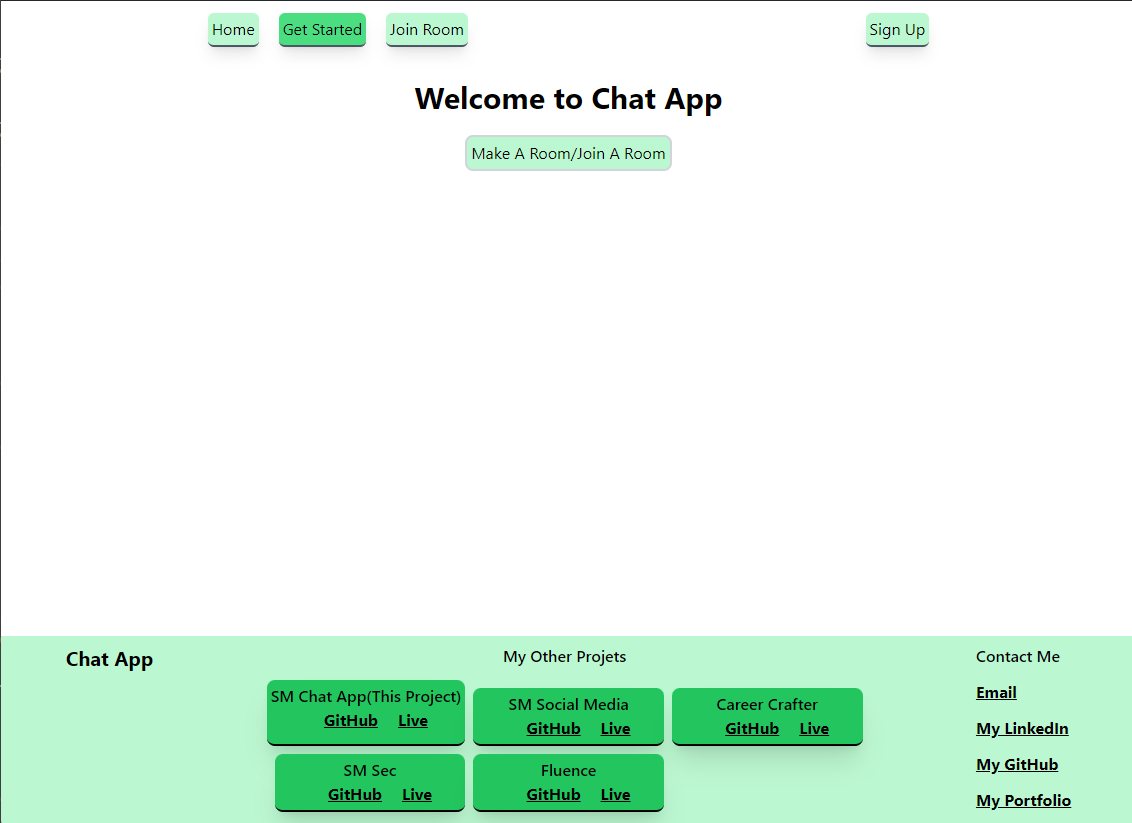 Home Get Started Join Room Sign Up
Welcome to Chat App
Make A Room/Join A Room
Chat App
My Other Projets
SM Chat App(This Project)
GitHub Live
SM Social Media
GitHub Live
Career Crafter
GitHub Live
SM Sec
GitHub Live
Fluence
GitHub Live
Contact Me
Email
My LinkedIn
My GitHub
My Portfolio